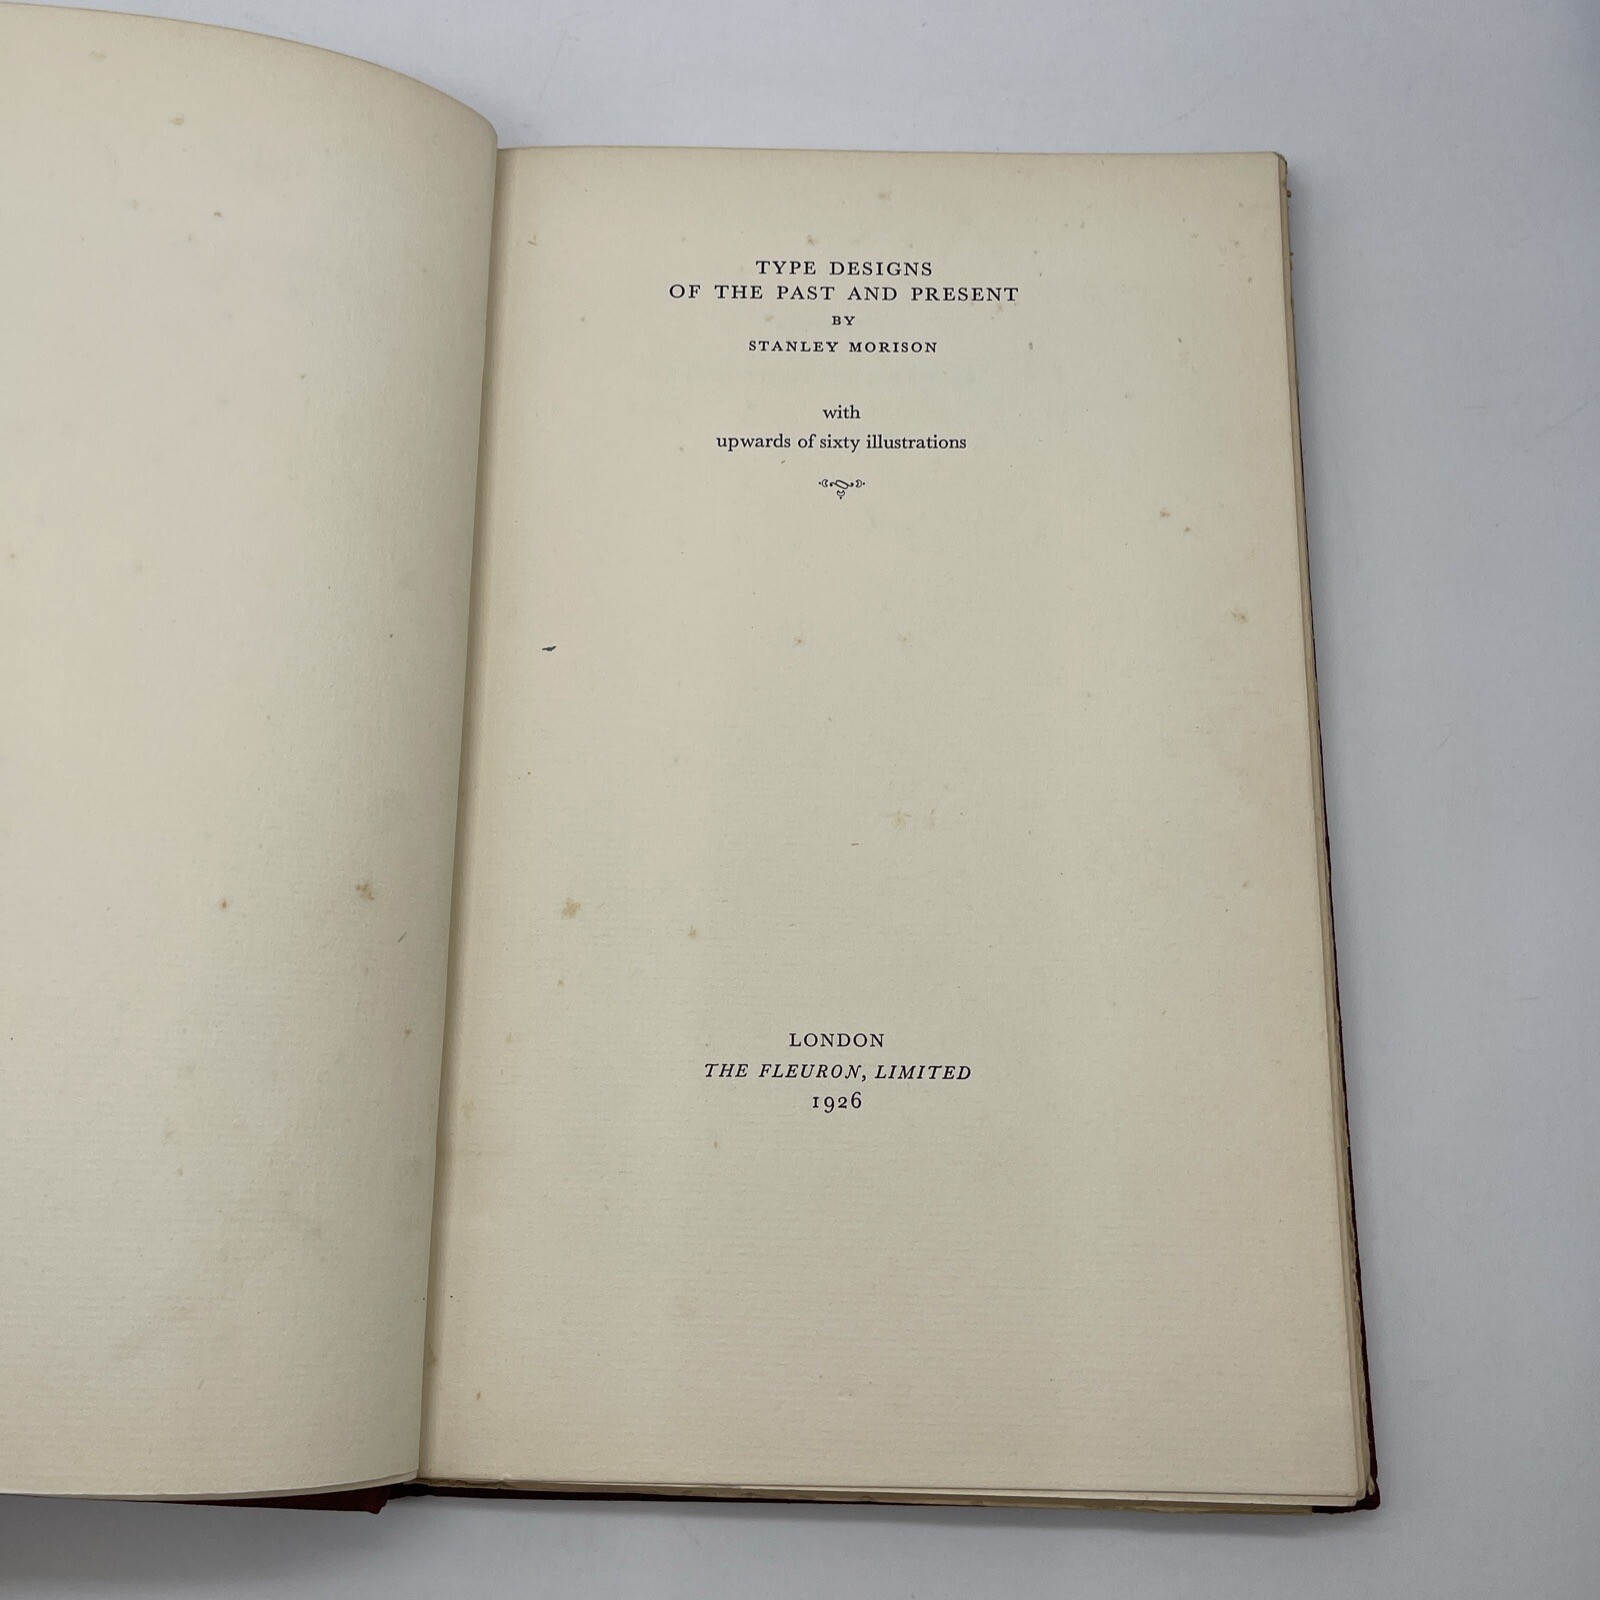 TYPE DESIGNS
OF THE PAST AND PRESENT
BY
STANLEY MORISON
with
upwards of sixty illustrations
LONDON
THE FLEURON, LIMITED
1926